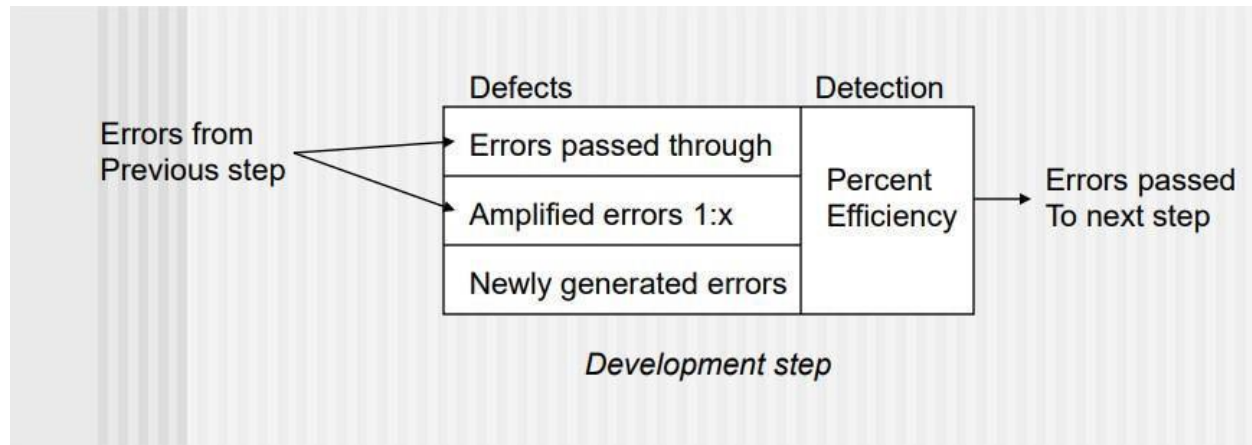 Defects
Detection
Errors from
Previous step
Errors passed through
Amplified errors 1:x
Newly generated errors
Percent
Efficiency
Errors passed
To next step
Development step